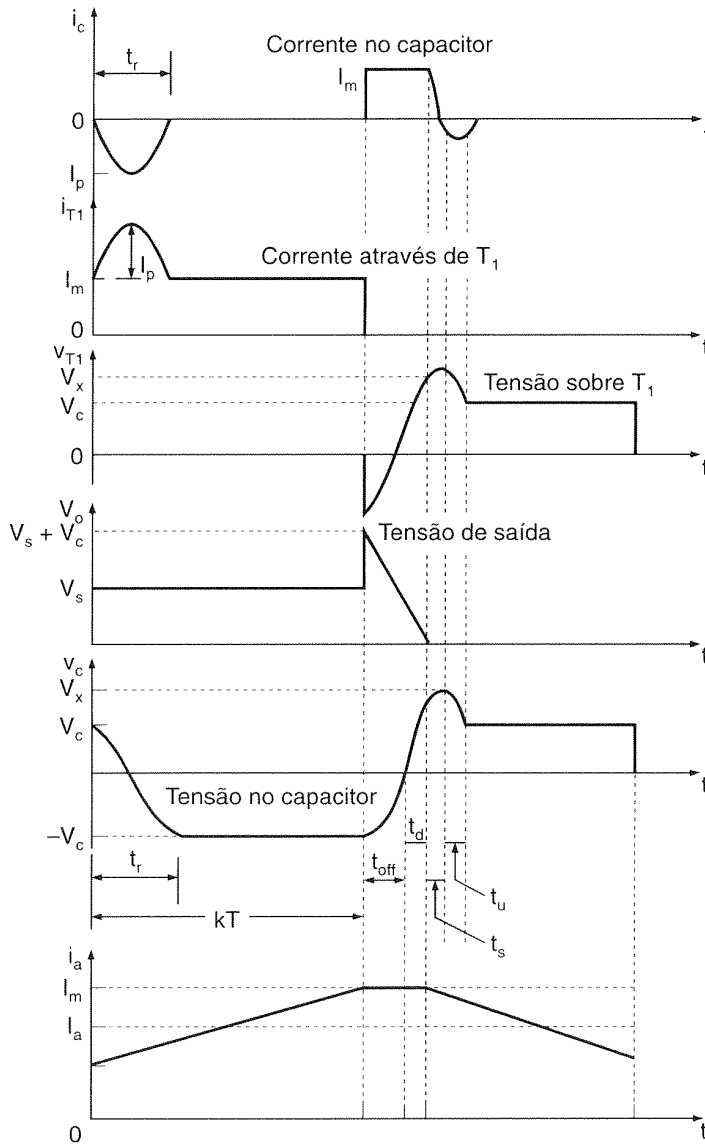 i_c
Corrente no capacitor
t_r
I_m
0
I_p
i_T1
Corrente através de T_1
I_p
I_m
0
t
v_T1
V_x
Tensão sobre T_1
V_c
0
t
V_o
V_s + V_c
Tensão de saída
V_s
t
v_c
V_x
V_c
t
Tensão no capacitor
–V_c
t_d
t_r
t_off
t_u
kT
t_s
i_a
I_m
I_a
0
t